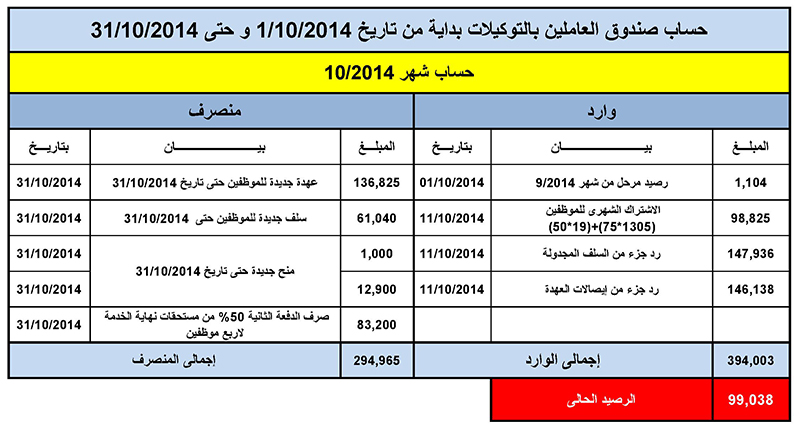 حساب صندوق العاملين بالتوكيلات بداية من تاريخ 1/10/2014 و حتى 31/10/2014
حساب شهر 10/2014
وارد منصرف
المبلـــغ بيـــــــــــــــان بتاريـــخ المبلـــغ بيـــــــــــــــان بتاريـــخ
1,104 رصيد مرحل من شهر 9/2014 01/10/2014 136,825 عهدة جديدة للموظفين حتى تاريخ 31/10/2014 31/10/2014
98,825 الاشتراك الشهرى للموظفين 11/10/2014 61,040 سلف جديدة للموظفين حتى 31/10/2014 31/10/2014
(75*1305)+(50*19)
147,936 رد جزء من السلف المجدولة 11/10/2014 1,000 31/10/2014
منح جديدة حتى تاريخ 31/10/2014
146,138 رد جزء من إيصالات العهدة 11/10/2014 12,900 31/10/2014
83,200 صرف الدفعة الثانية 50% من مستحقات نهاية الخدمة 31/10/2014
لاربع موظفين
394,003 إجمالى الوارد 294,965 إجمالى المنصرف
99,038 الرصيد الحالى